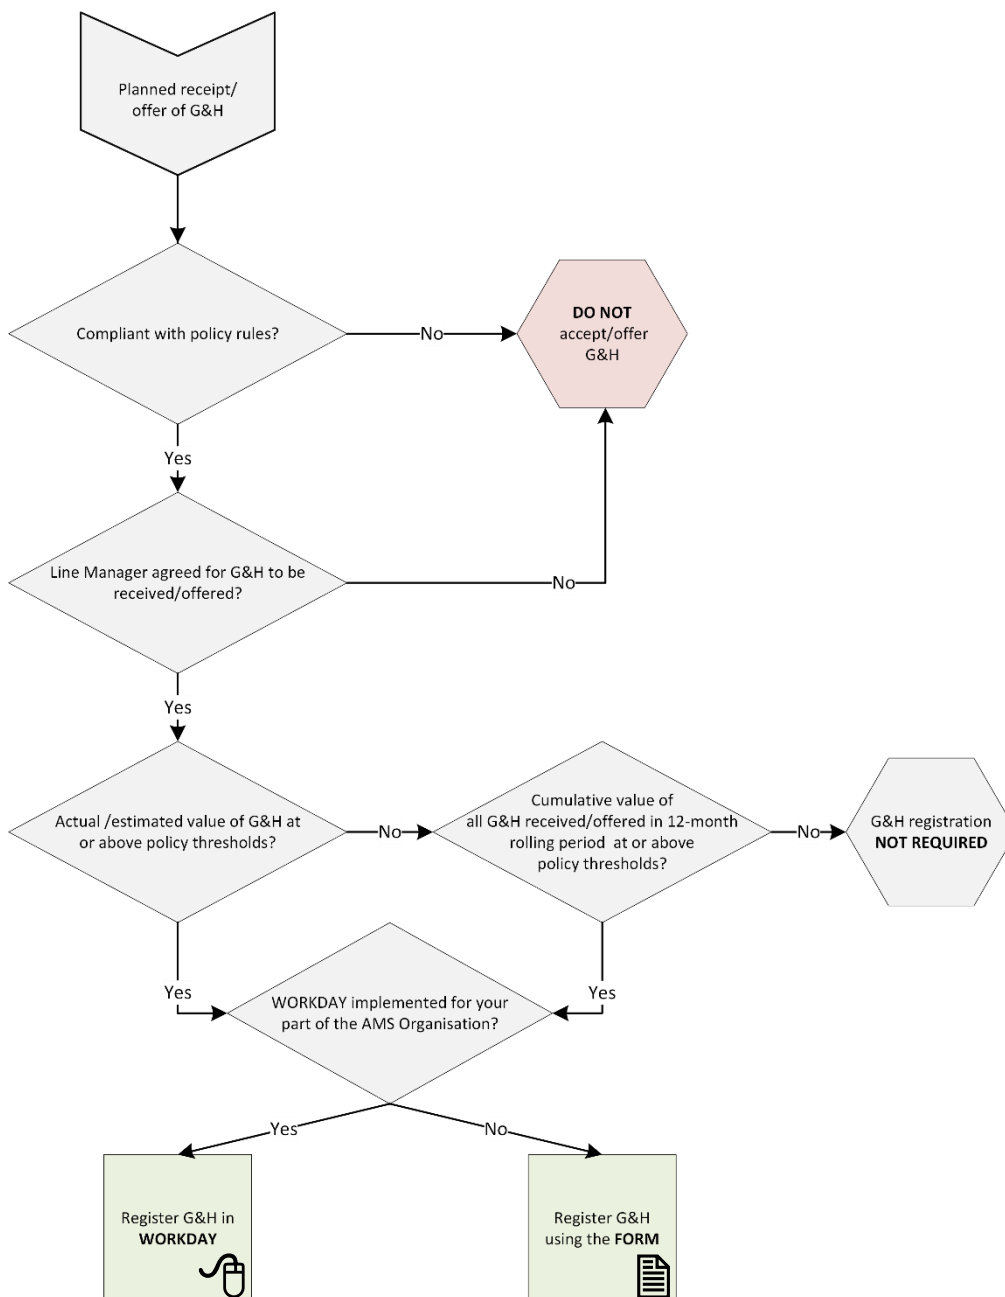 Planned receipt/
offer of G&H
Compliant with policy rules?
No
DO NOT
accept/offer
G&H
Yes
Line Manager agreed for G&H to be
received/offered?
No
Yes
Actual /estimated value of G&H at
or above policy thresholds?
No
Cumulative value of
all G&H received/offered in 12-month
rolling period at or above
policy thresholds?
No
G&H registration
NOT REQUIRED
Yes
Yes
WORKDAY implemented for your
part of the AMS Organisation?
Yes
No
Register G&H in
WORKDAY
Register G&H
using the FORM